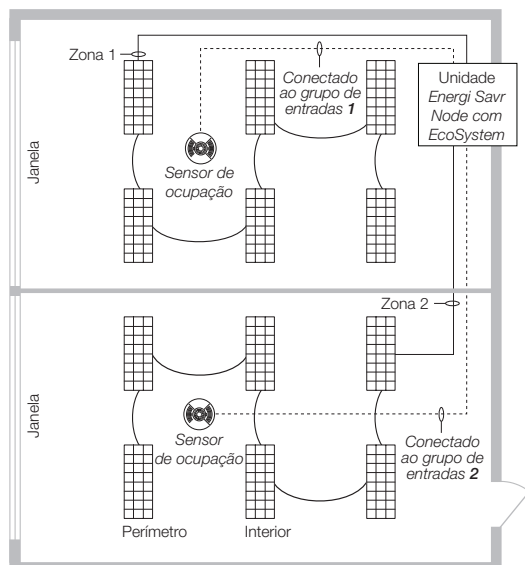 Zona 1
Conectado
ao grupo de
entradas 1
Unidade
Energi Savr
Node com
EcoSystem
Janela
Sensor de
ocupação
Zona 2
Janela
Sensor
de ocupação
Conectado
ao grupo de
entradas 2
Perímetro
Interior